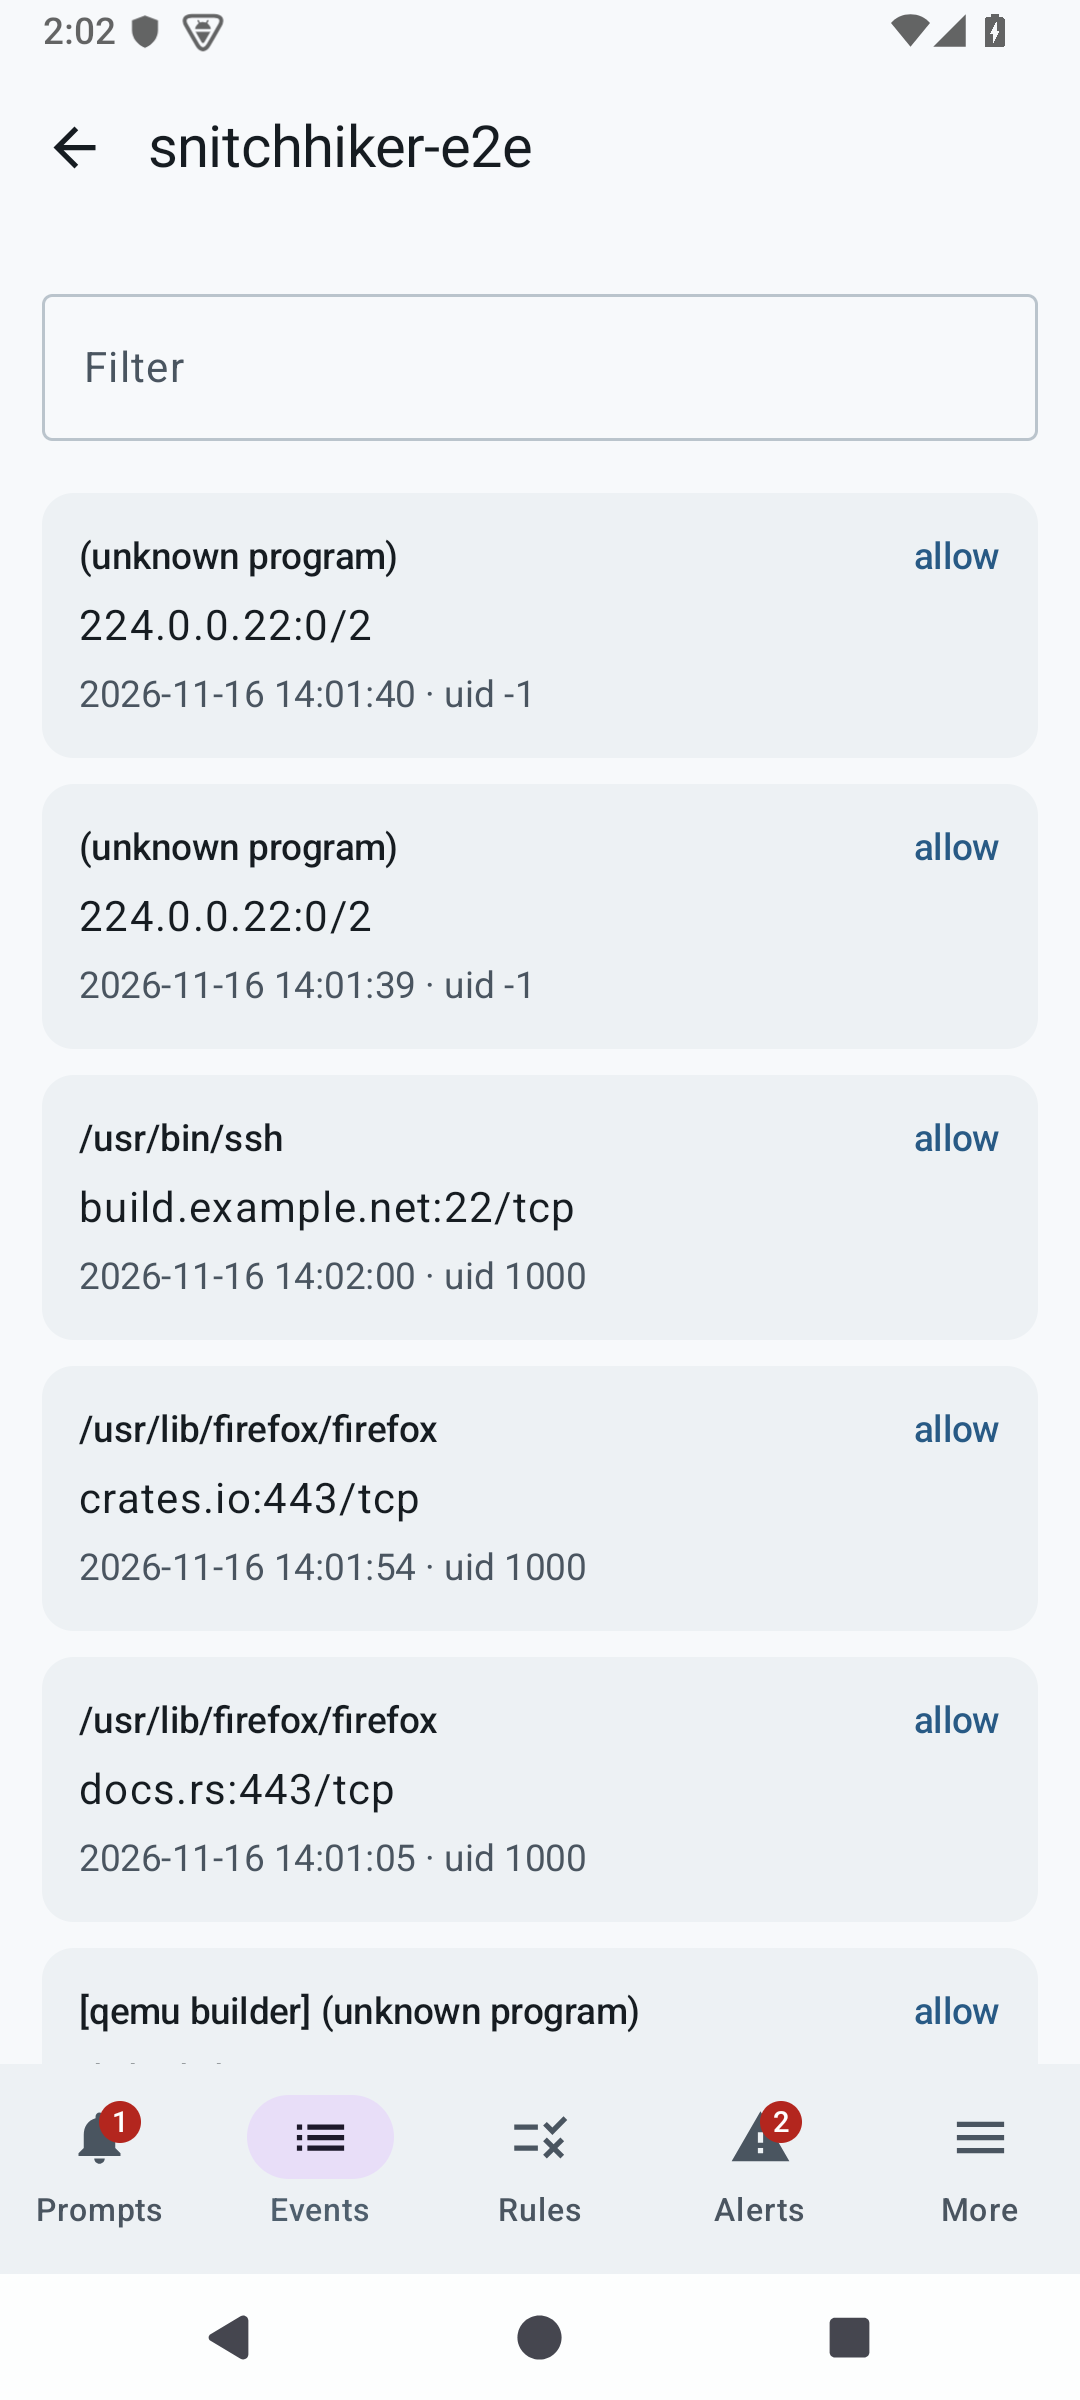 2:02
snitchhiker-e2e
Filter
(unknown program) allow
224.0.0.22:0/2
2026-11-16 14:01:40 · uid -1
(unknown program) allow
224.0.0.22:0/2
2026-11-16 14:01:39 · uid -1
/usr/bin/ssh allow
build.example.net:22/tcp
2026-11-16 14:02:00 · uid 1000
/usr/lib/firefox/firefox allow
crates.io:443/tcp
2026-11-16 14:01:54 · uid 1000
/usr/lib/firefox/firefox allow
docs.rs:443/tcp
2026-11-16 14:01:05 · uid 1000
[qemu builder] (unknown program) allow
1 2
Prompts Events Rules Alerts More